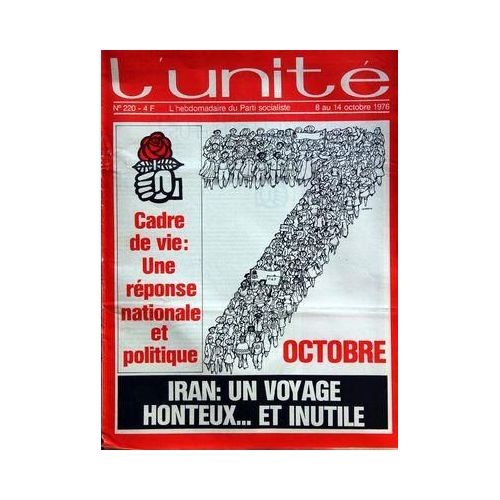 l'unité
Nº 220 - 4 F L'hebdomadaire du Parti socialiste 8 au 14 octobre 1976
Cadre
de vie:
Une
réponse
nationale
et
politique
7
OCTOBRE
IRAN: UN VOYAGE
HONTEUX... ET INUTILE